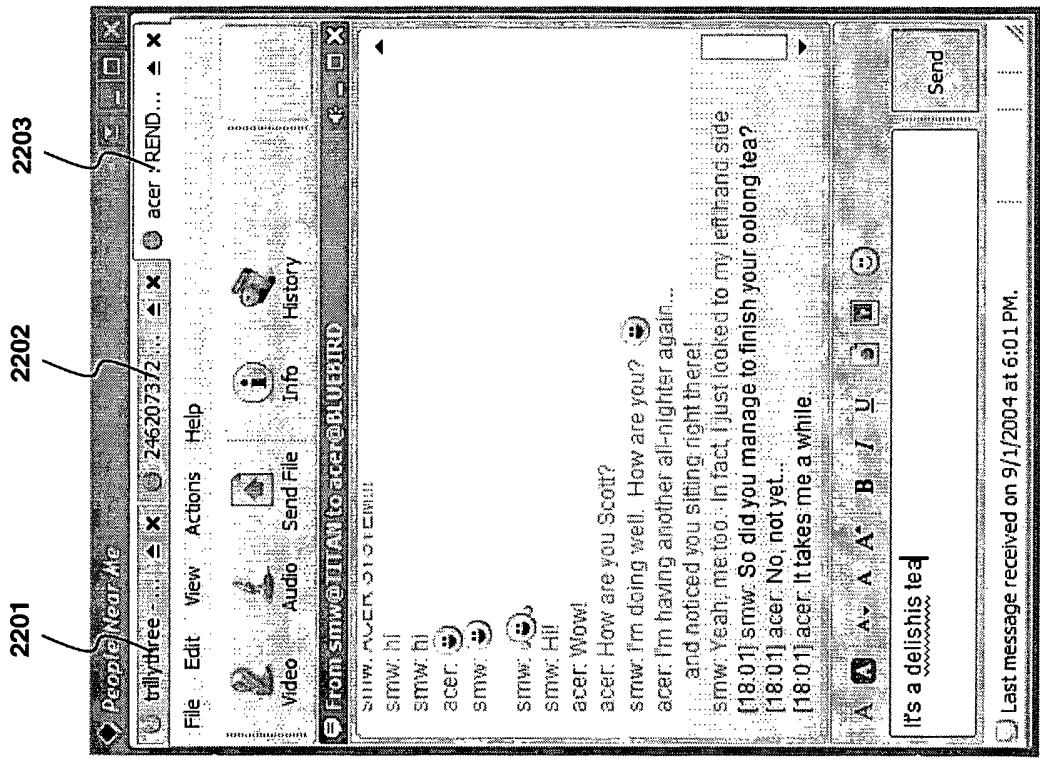 2201
2202
2203
People Near Me
trillythree-...
246207372 ...
acer : REND...
File Edit View Actions Help
Video Audio Send File Info History
From smw@TITAN to acer@BLUEBIRD
smw: hi
smw: hi
acer:
smw:
smw:
smw: Hi!
acer: Wow!
acer: How are you Scott?
smw: I'm doing well. How are you?
acer: I'm having another all-nighter again...
and noticed you sitting right there!
smw: Yeah, me too. In fact, I just looked to my left hand side
[18:01] smw: So did you manage to finish your oolong tea?
[18:01] acer: No, not yet...
[18:01] acer: It takes me a while.
A A A A A B I U
It's a delishis tea
Send
Last message received on 9/1/2004 at 6:01 PM.